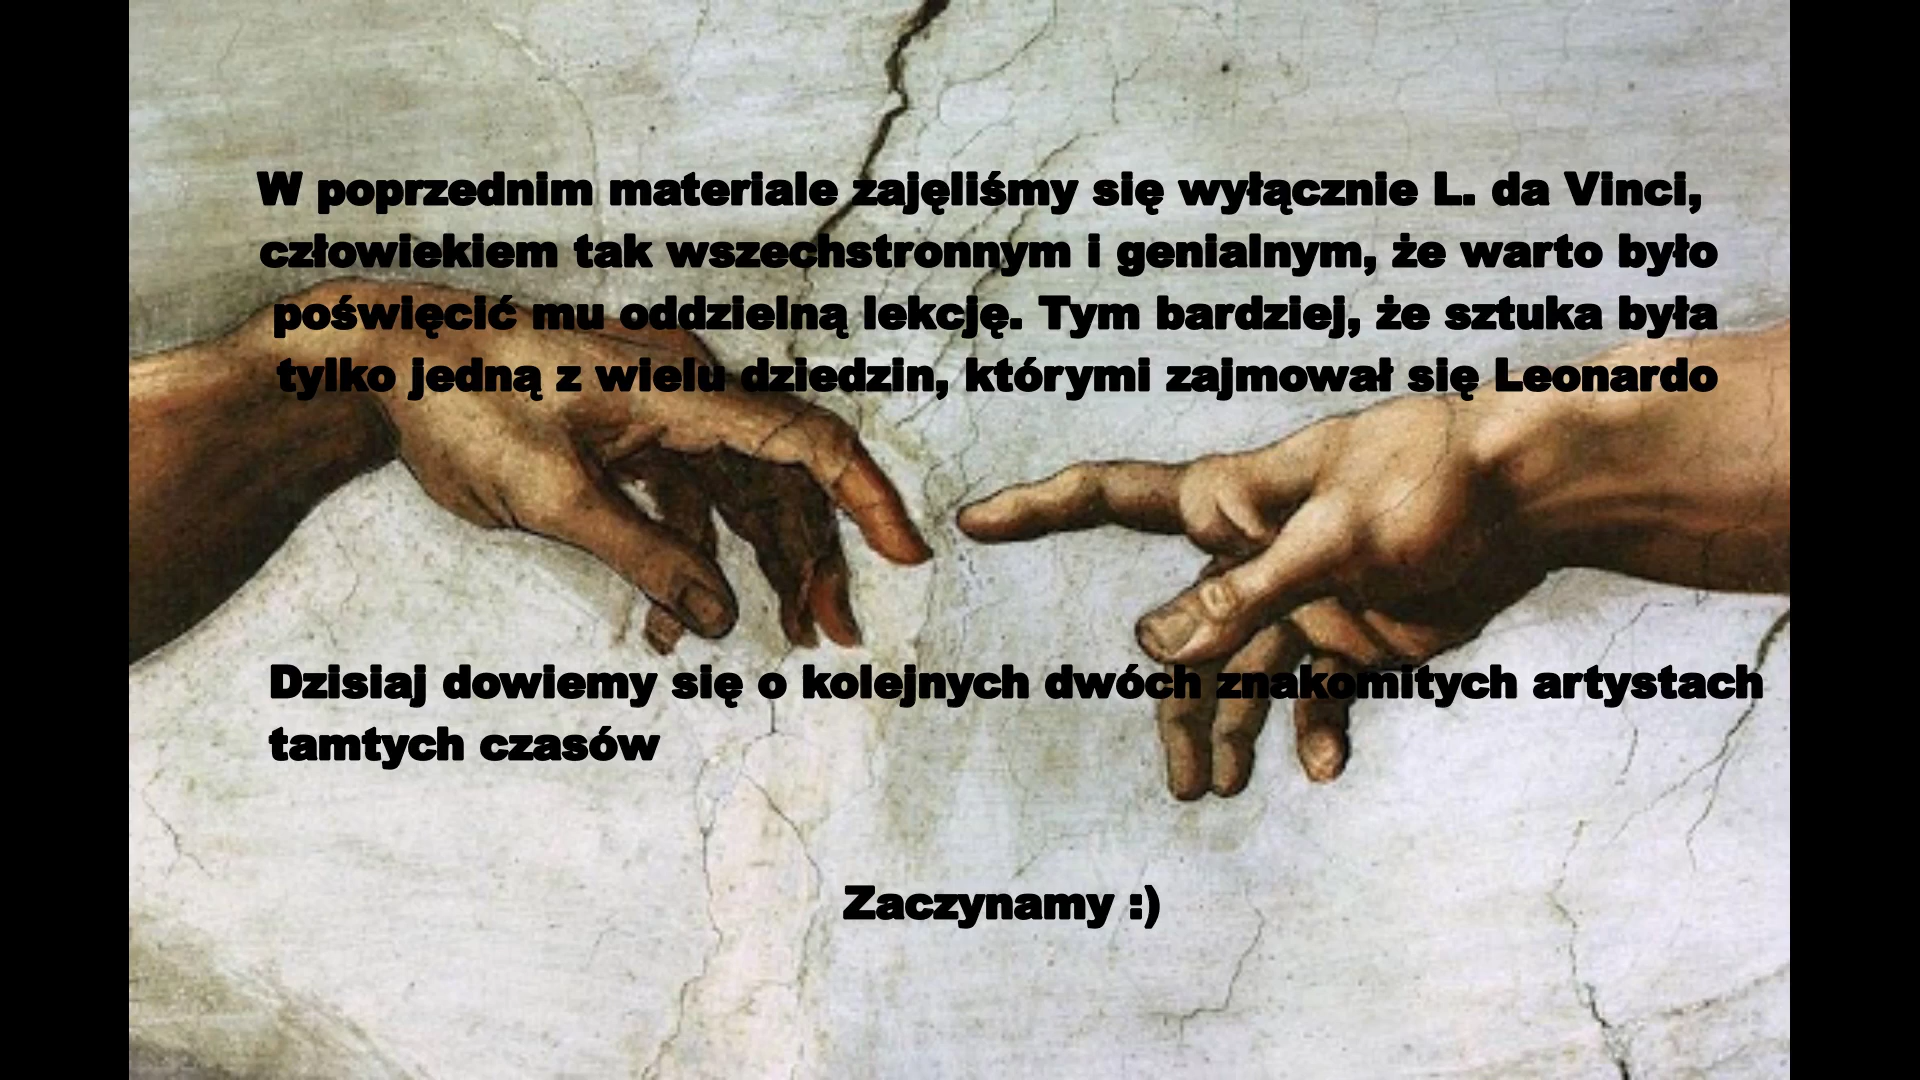 W poprzednim materiale zajęliśmy się wyłącznie L. da Vinci,
człowiekiem tak wszechstronnym i genialnym, że warto było
poświęcić mu oddzielną lekcję. Tym bardziej, że sztuka była
tylko jedną z wielu dziedzin, którymi zajmował się Leonardo
Dzisiaj dowiemy się o kolejnych dwóch znakomitych artystach
tamtych czasów
Zaczynamy :)